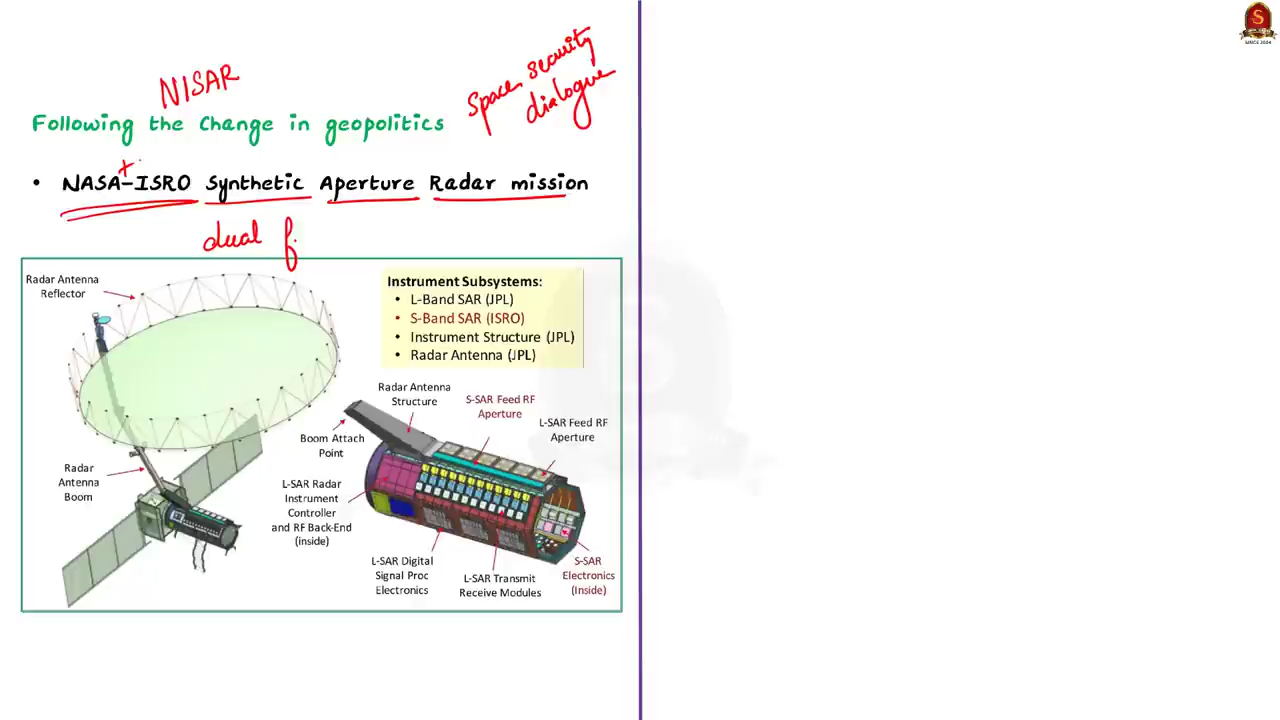 NISAR
Space security
dialogue
Following the Change in geopolitics
+
• NASA-ISRO Synthetic Aperture Radar mission
dual f
Radar Antenna
Reflector
Instrument Subsystems:
• L-Band SAR (JPL)
• S-Band SAR (ISRO)
• Instrument Structure (JPL)
• Radar Antenna (JPL)
Radar Antenna
Structure
S-SAR Feed RF
Aperture
L-SAR Feed RF
Aperture
Boom Attach
Point
Radar
Antenna
Boom
L-SAR Radar
Instrument
Controller
and RF Back-End
(inside)
L-SAR Digital
Signal Proc
Electronics
L-SAR Transmit
Receive Modules
S-SAR
Electronics
(Inside)
S
SINCE 2004